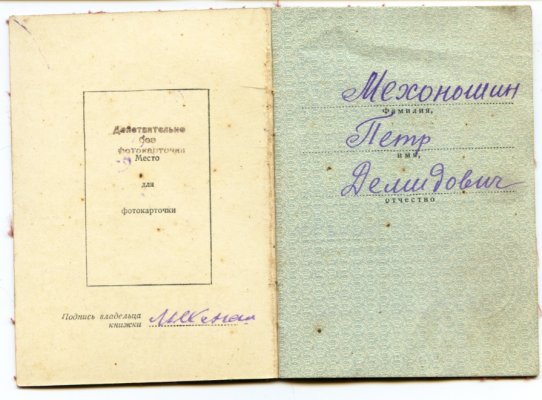 Действительно
без
фотокарточки
Место
для
фотокарточки
Подпись владельца
книжки
Мехоношин
фамилия,
Петр
имя,
Демидович
отчество